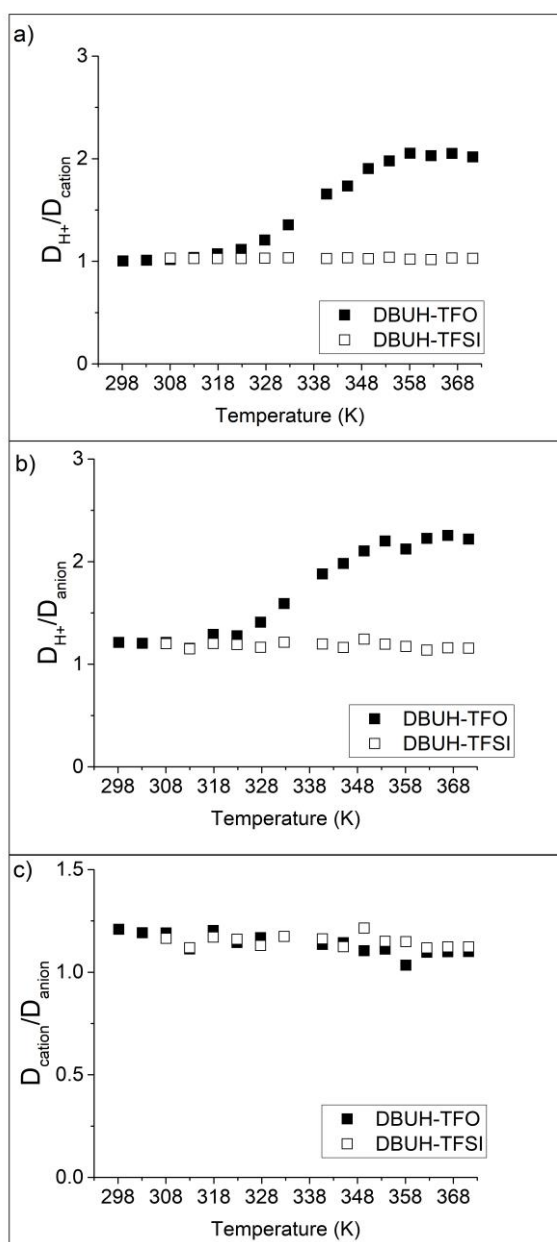 a)
3
2
1
0
D_H+/D_cation
298 308 318 328 338 348 358 368
Temperature (K)
DBUH-TFO
DBUH-TFSI
b)
3
2
1
0
D_H+/D_anion
298 308 318 328 338 348 358 368
Temperature (K)
DBUH-TFO
DBUH-TFSI
c)
1.5
1.0
0.5
0.0
D_cation/D_anion
298 308 318 328 338 348 358 368
Temperature (K)
DBUH-TFO
DBUH-TFSI